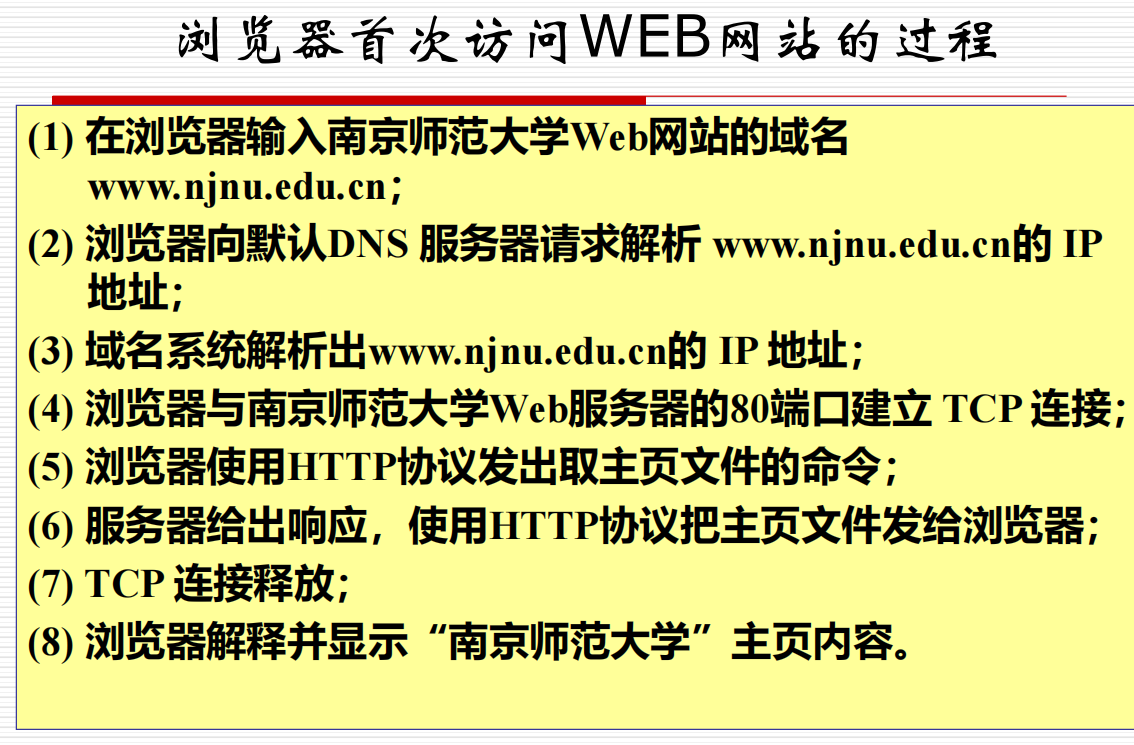 浏览器首次访问WEB网站的过程
(1) 在浏览器输入南京师范大学Web网站的域名
www.njnu.edu.cn；
(2) 浏览器向默认DNS 服务器请求解析 www.njnu.edu.cn的 IP
地址；
(3) 域名系统解析出www.njnu.edu.cn的 IP 地址；
(4) 浏览器与南京师范大学Web服务器的80端口建立 TCP 连接；
(5) 浏览器使用HTTP协议发出取主页文件的命令；
(6) 服务器给出响应，使用HTTP协议把主页文件发给浏览器；
(7) TCP 连接释放；
(8) 浏览器解释并显示“南京师范大学”主页内容。